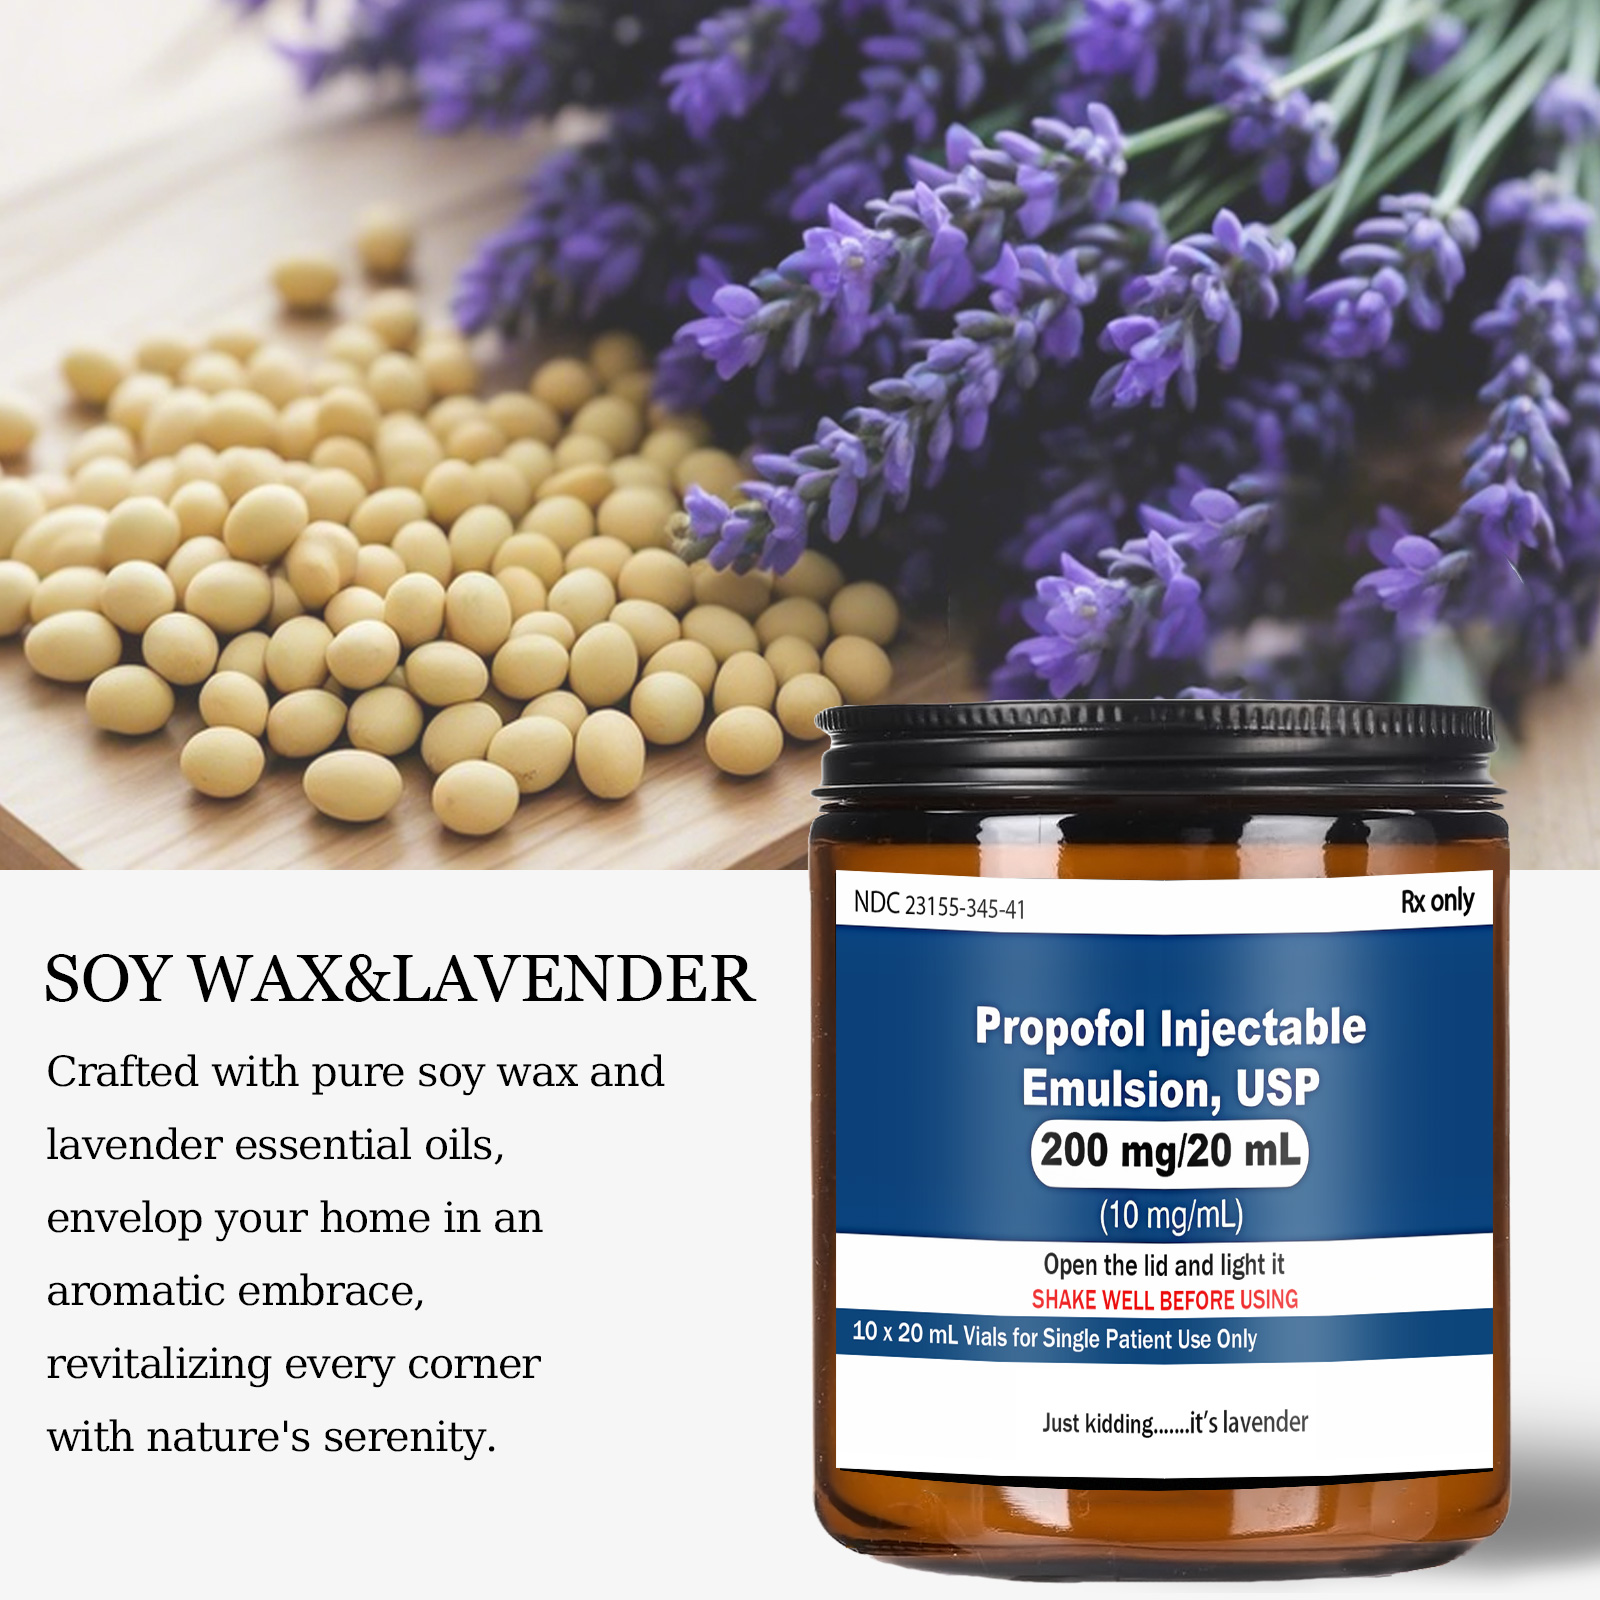 SOY WAX&LAVENDER
Crafted with pure soy wax and
lavender essential oils,
envelop your home in an
aromatic embrace,
revitalizing every corner
with nature's serenity.
NDC 23155-345-41
Rx only
Propofol Injectable
Emulsion, USP
200 mg/20 mL
(10 mg/mL)
Open the lid and light it
SHAKE WELL BEFORE USING
10 x 20 mL Vials for Single Patient Use Only
Just kidding.......it's lavender